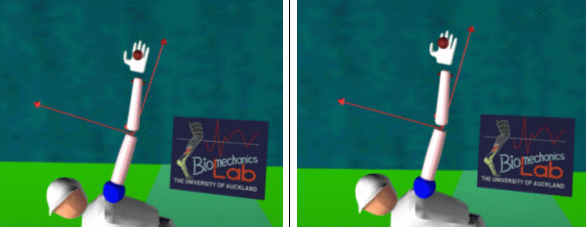 Biomechanics
Lab
THE UNIVERSITY OF AUCKLAND
Biomechanics
Lab
THE UNIVERSITY OF AUCKLAND